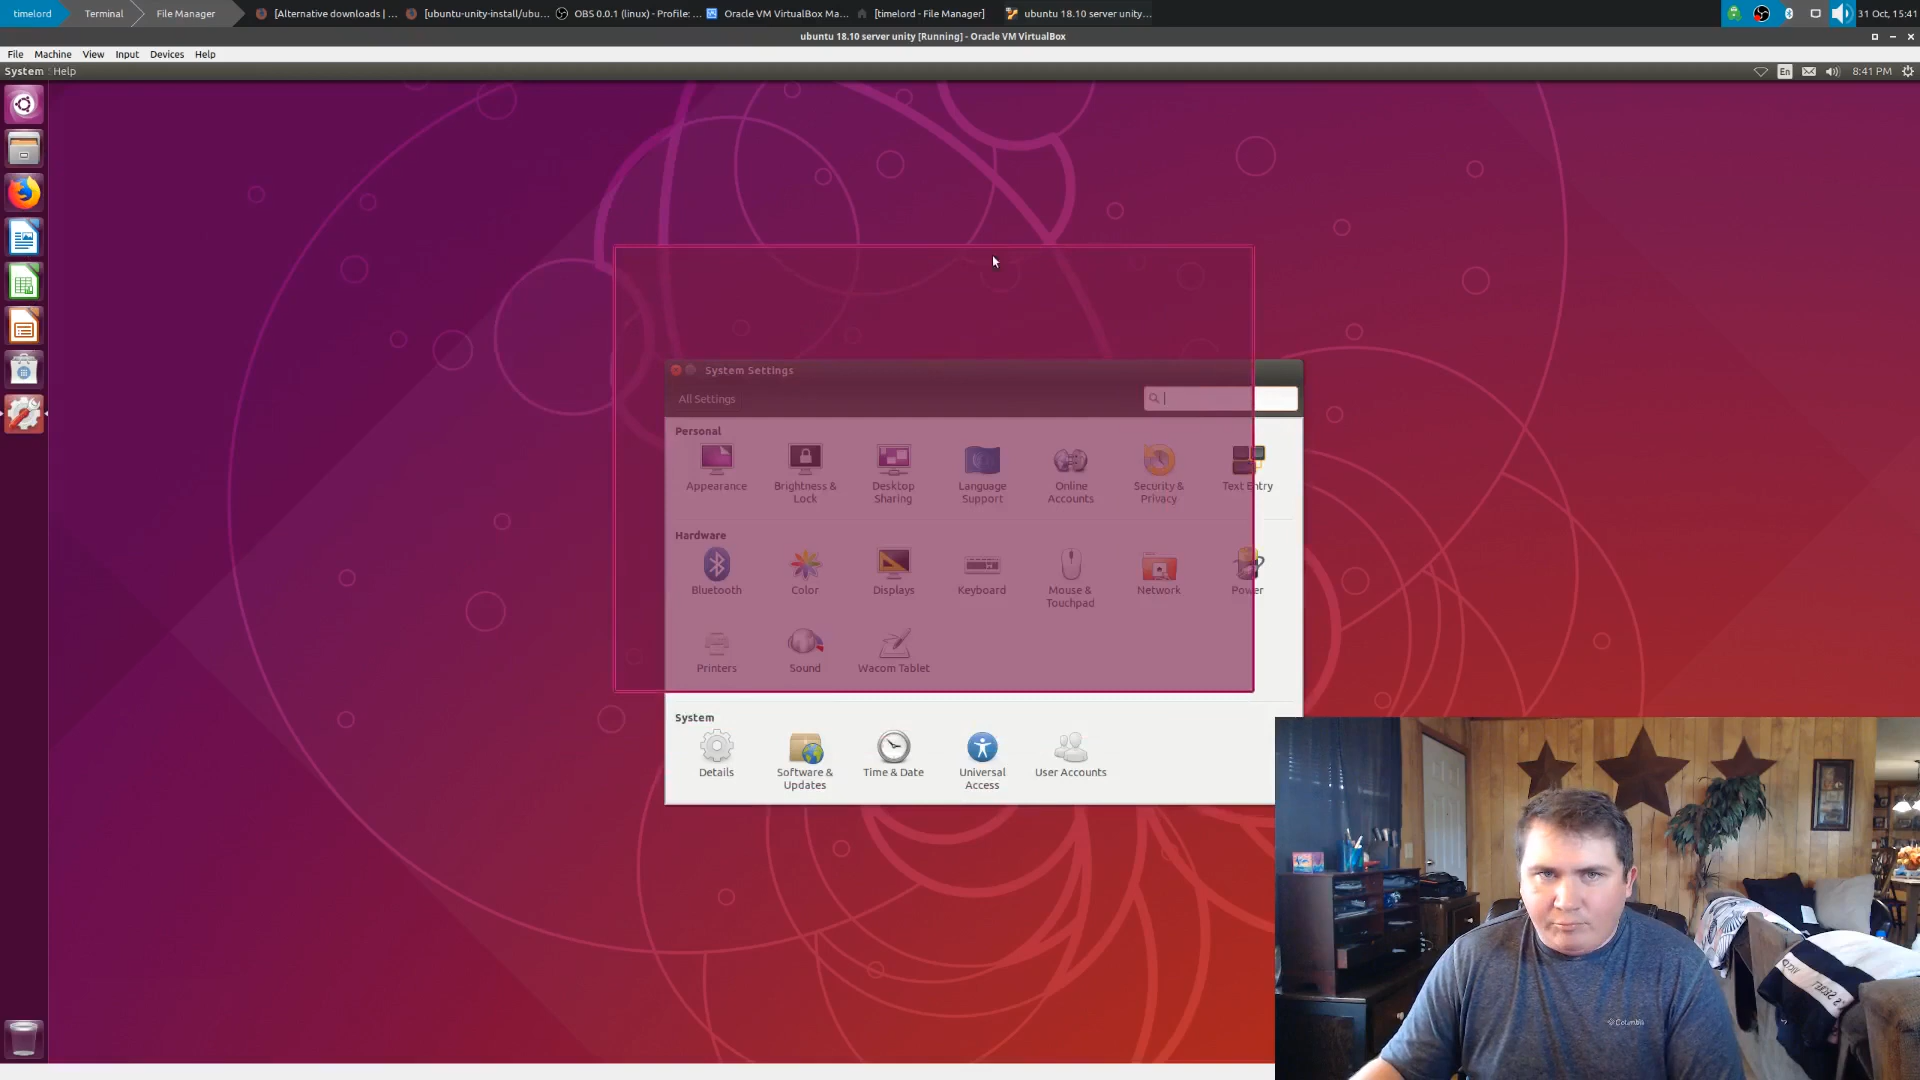 timelord Terminal File Manager [Alternative downloads | ... [ubuntu-unity-install/ubu... OBS 0.0.1 (linux) - Profile: ... Oracle VM VirtualBox Ma... [timelord - File Manager] ubuntu 18.10 server unity... 31 Oct, 15:41
ubuntu 18.10 server unity [Running] - Oracle VM VirtualBox
File Machine View Input Devices Help
System Help En 8:41 PM
System Settings
All Settings
Personal
Appearance Brightness & Lock Desktop Sharing Language Support Online Accounts Security & Privacy Text Entry
Hardware
Bluetooth Color Displays Keyboard Mouse & Touchpad Network Power
Printers Sound Wacom Tablet
System
Details Software & Updates Time & Date Universal Access User Accounts
Columbia